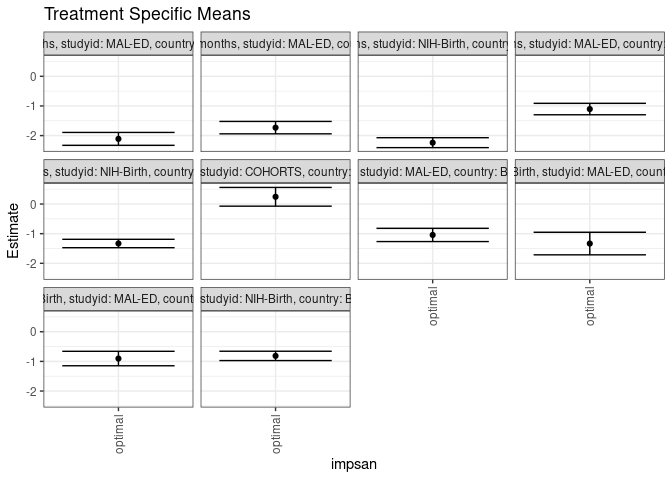 Treatment Specific Means
hs, studyid: MAL-ED, country
months, studyid: MAL-ED, co
ns, studyid: NIH-Birth, country
s, studyid: MAL-ED, country:
0
-1
-2
s, studyid: NIH-Birth, country
studyid: COHORTS, country:
studyid: MAL-ED, country: B
Birth, studyid: MAL-ED, count
Estimate
0
-1
-2
optimal
optimal
Birth, studyid: MAL-ED, count
studyid: NIH-Birth, country: B
0
-1
-2
optimal
optimal
impsan